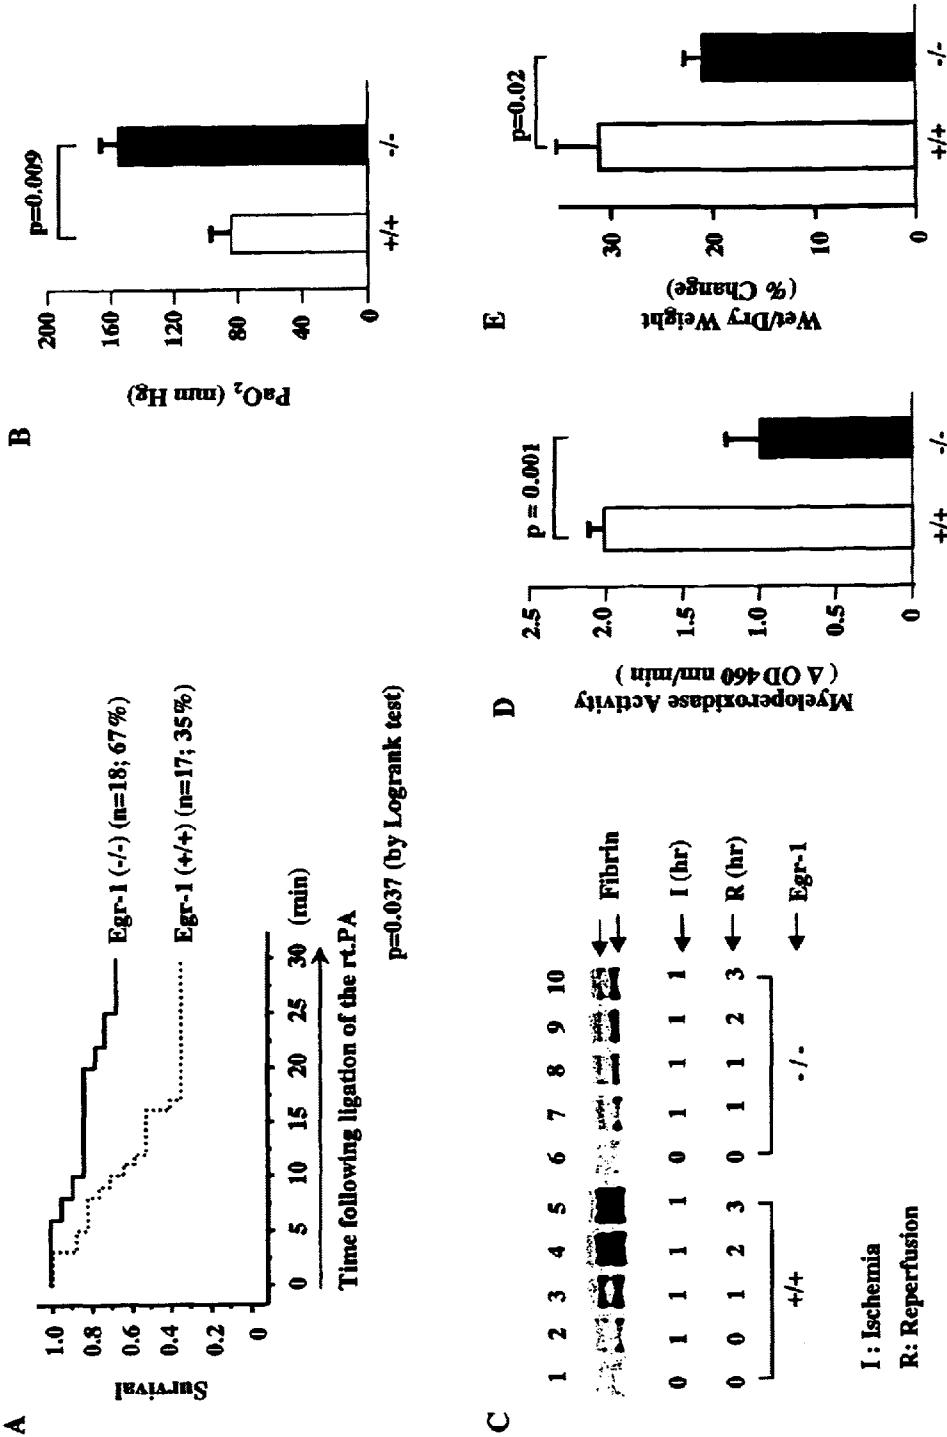 A
Survival
1.0
0.8
0.6
0.4
0.2
0
0 5 10 15 20 25 30 (min)
Time following ligation of the rt.PA
Egr-1 (-/-) (n=18; 67%)
Egr-1 (+/+) (n=17; 35%)
p=0.037 (by Logrank test)
B
PaO2 (mm Hg)
200
160
120
80
40
0
p=0.009
+/+ -/-
C
1 2 3 4 5 6 7 8 9 10
Fibrin
0 1 1 1 1 0 1 1 1 1 I (hr)
0 0 1 2 3 0 1 1 2 3 R (hr)
+/+ -/- Egr-1
I : Ischemia
R: Reperfusion
D
Myeloperoxidase Activity
( Δ OD 460 nm/min )
2.5
2.0
1.5
1.0
0.5
0
p = 0.001
+/+ -/-
E
Wet/Dry Weight
( % Change)
30
20
10
0
p=0.02
+/+ -/-